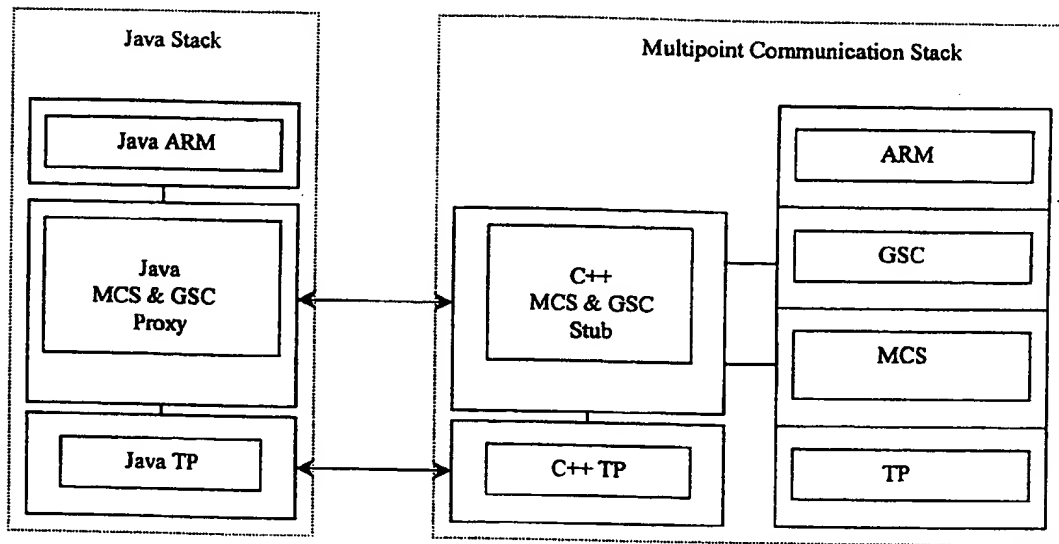 Java Stack
Multipoint Communication Stack
Java ARM
ARM
Java
MCS & GSC
Proxy
C++
MCS & GSC
Stub
GSC
MCS
Java TP
C++ TP
TP